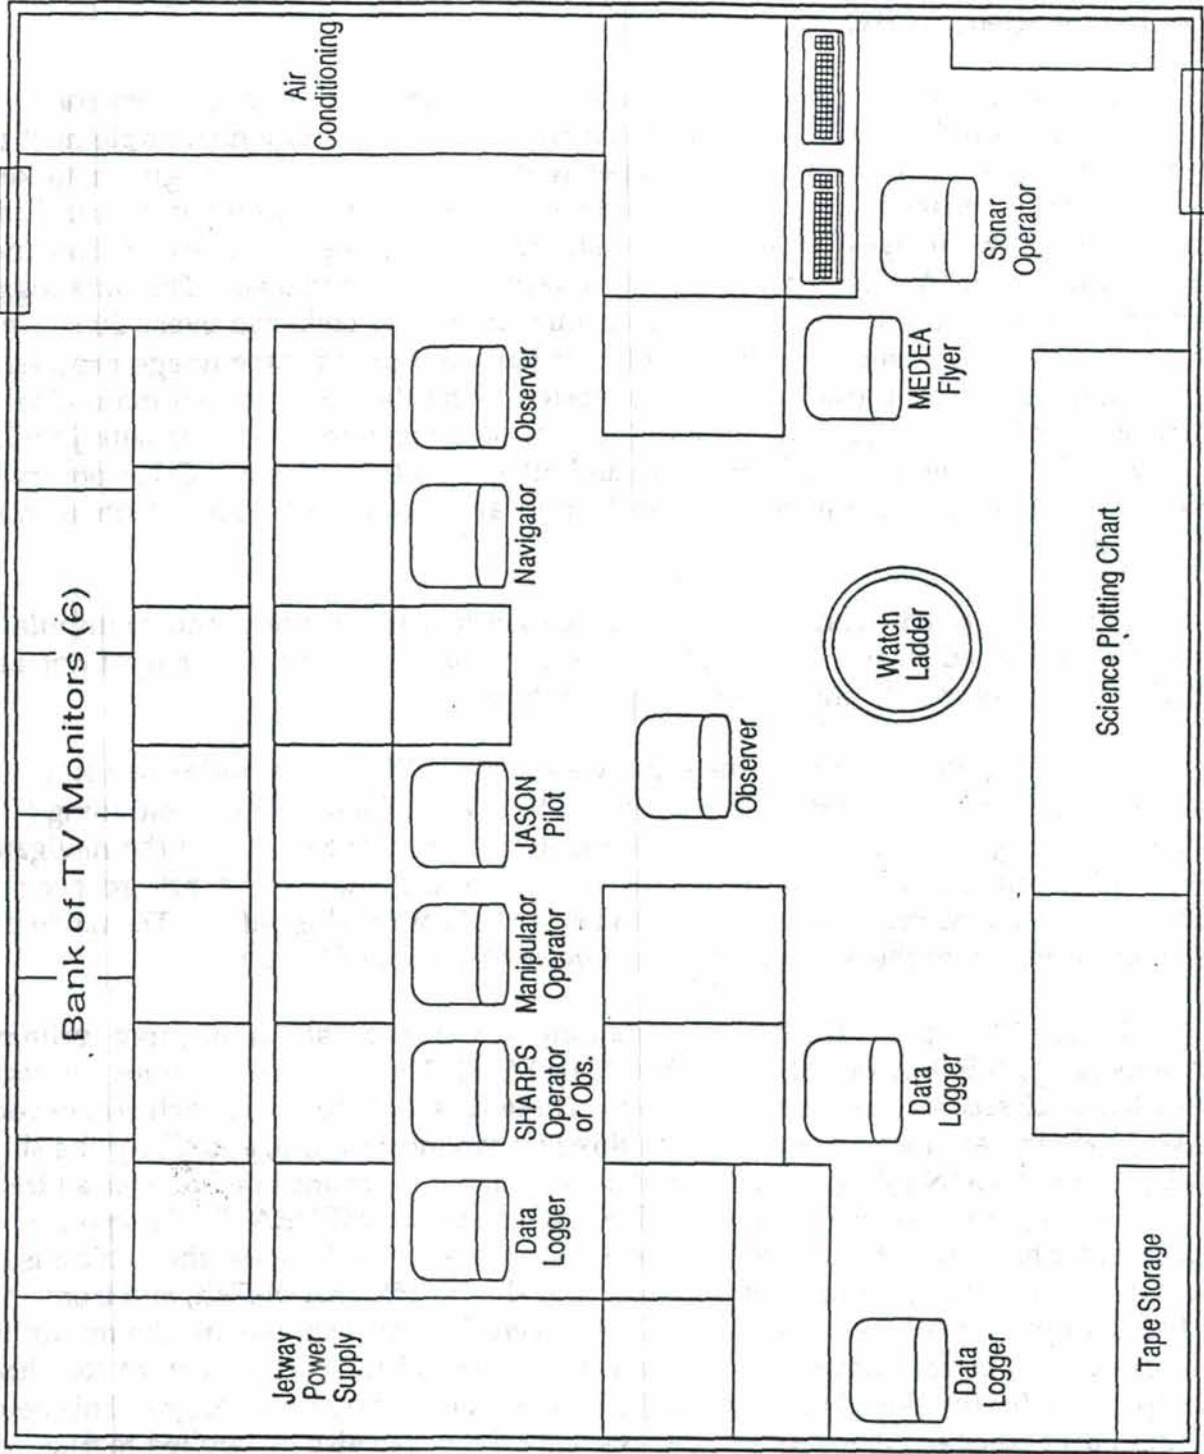 Bank of TV Monitors (6)
Jetway
Power
Supply
Air
Conditioning
Data
Logger
SHARPS
Operator
or Obs.
Manipulator
Operator
JASON
Pilot
Navigator
Observer
Observer
Data
Logger
Data
Logger
Watch
Ladder
MEDEA
Flyer
Sonar
Operator
Tape Storage
Science Plotting Chart